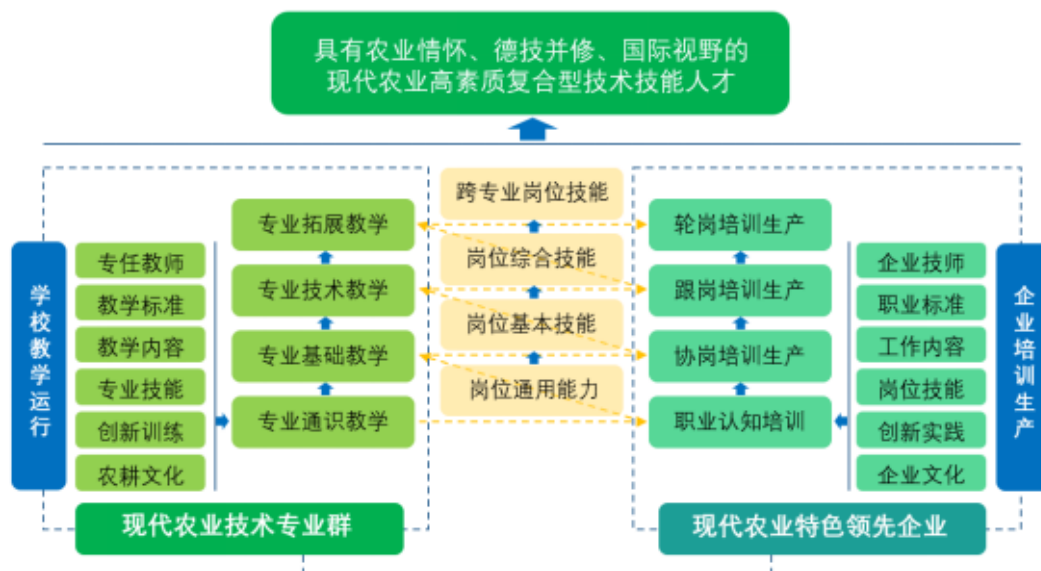 具有农业情怀、德技并修、国际视野的
现代农业高素质复合型技术技能人才
学校教学运行
专任教师
教学标准
教学内容
专业技能
创新训练
农耕文化
专业拓展教学
专业技术教学
专业基础教学
专业通识教学
现代农业技术专业群
跨专业岗位技能
岗位综合技能
岗位基本技能
岗位通用能力
轮岗培训生产
跟岗培训生产
协岗培训生产
职业认知培训
企业技师
职业标准
工作内容
岗位技能
创新实践
企业文化
企业培训生产
现代农业特色领先企业